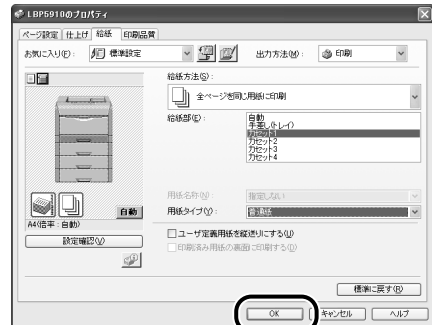 LBP5910のプロパティ
ページ設定 仕上げ 給紙 印刷品質
お気に入り(F): 標準設定 出力方法(M): 印刷
給紙方法(G):
全ページを同じ用紙に印刷
給紙部(E): 自動
手差し(トレイ)
カセット1
カセット2
カセット3
カセット4
用紙名称(N): 指定しない
自動 用紙タイプ(Y): 普通紙
A4(倍率:自動)
設定確認(V) ユーザ定義用紙を縦送りにする(U)
印刷済み用紙の裏面に印刷する(O)
標準に戻す(R)
OK キャンセル ヘルプ